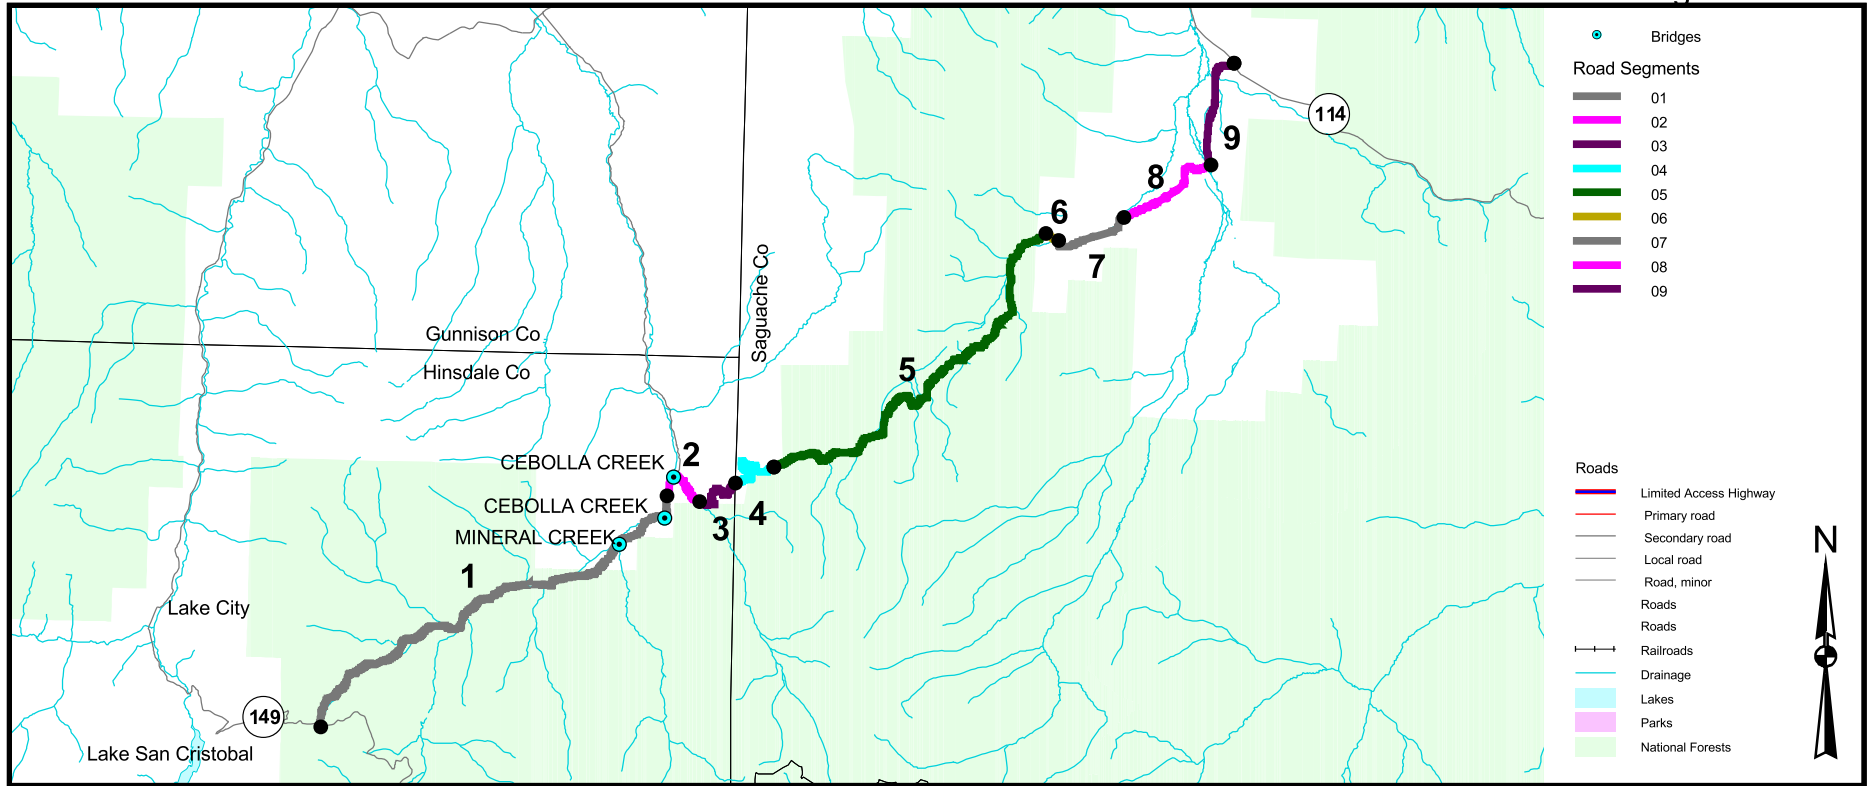 Bridges
Road Segments
01
02
03
04
05
06
07
08
09
114
9
8
6
7
Saguache Co
Gunnison Co
Hinsdale Co
5
CEBOLLA CREEK
2
CEBOLLA CREEK
3
4
MINERAL CREEK
1
Lake City
149
Lake San Cristobal
Roads
Limited Access Highway
Primary road
Secondary road
Local road
Road, minor
Roads
Roads
Railroads
Drainage
Lakes
Parks
National Forests
N